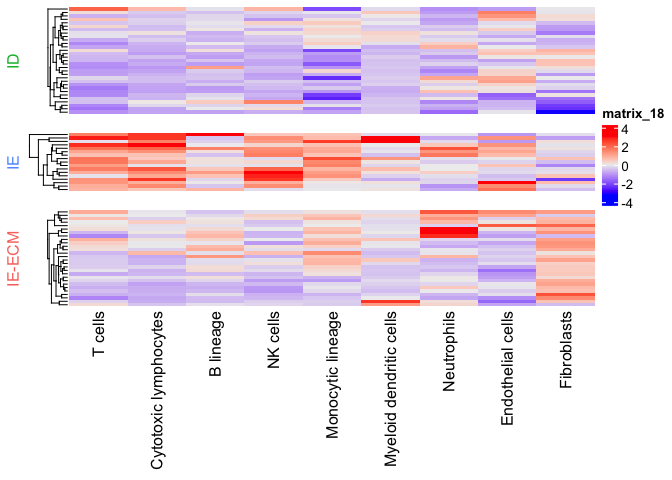 ID
IE
IE-ECM
matrix_18
4
2
0
-2
-4
T cells
Cytotoxic lymphocytes
B lineage
NK cells
Monocytic lineage
Myeloid dendritic cells
Neutrophils
Endothelial cells
Fibroblasts